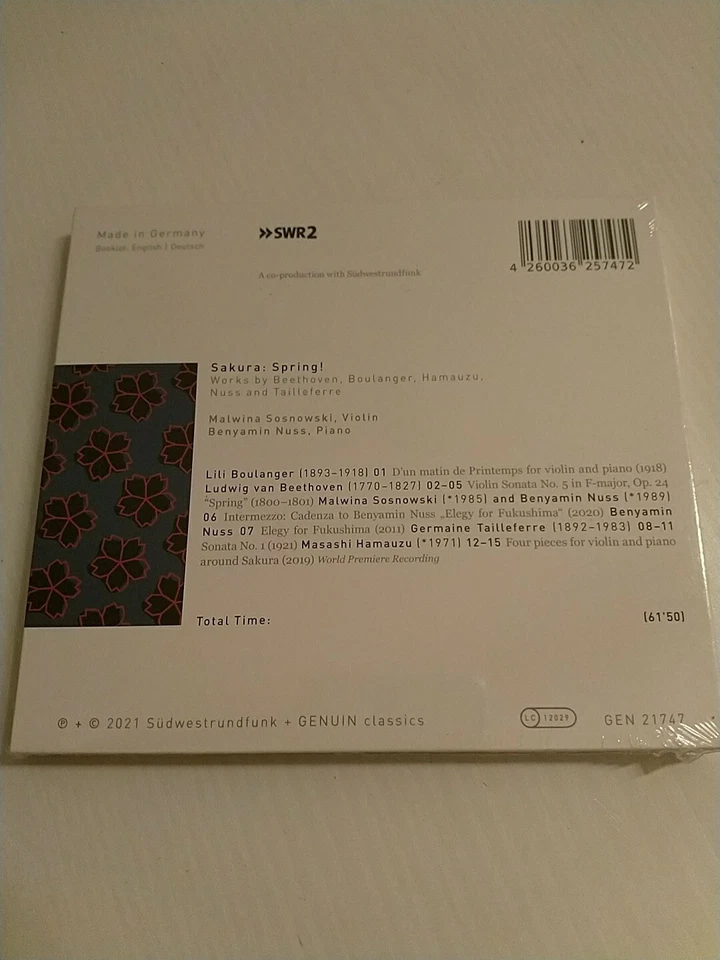 Made in Germany
Booklet: English | Deutsch
SWR2
A co-production with Südwestrundfunk
4 260036 257472
Sakura: Spring!
Works by Beethoven, Boulanger, Hamauzu,
Nuss and Tailleferre
Malwina Sosnowski, Violin
Benyamin Nuss, Piano
Lili Boulanger (1893–1918) 01 D'un matin de Printemps for violin and piano (1918)
Ludwig van Beethoven (1770–1827) 02–05 Violin Sonata No. 5 in F-major, Op. 24
“Spring” (1800–1801) Malwina Sosnowski (*1985) and Benyamin Nuss (*1989)
06 Intermezzo: Cadenza to Benyamin Nuss „Elegy for Fukushima“ (2020) Benyamin
Nuss 07 Elegy for Fukushima (2011) Germaine Tailleferre (1892–1983) 08–11
Sonata No. 1 (1921) Masashi Hamauzu (*1971) 12–15 Four pieces for violin and piano
around Sakura (2019) World Premiere Recording
Total Time: (61'50)
℗ + © 2021 Südwestrundfunk + GENUIN classics
LC 12029
GEN 21747